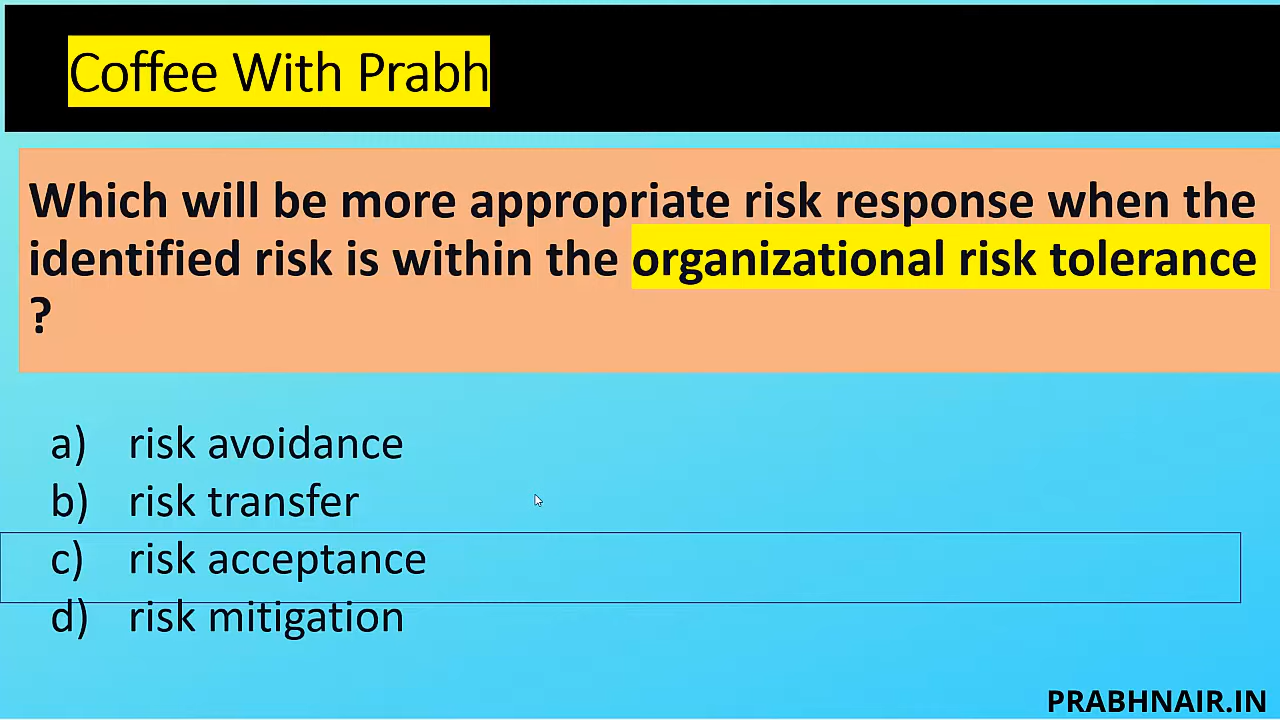 Coffee With Prabh
Which will be more appropriate risk response when the
identified risk is within the organizational risk tolerance
?
a) risk avoidance
b) risk transfer
c) risk acceptance
d) risk mitigation
PRABHNAIR.IN